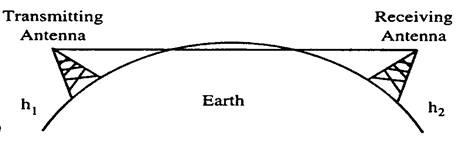 Transmitting
Antenna
Receiving
Antenna
h₁
Earth
h₂